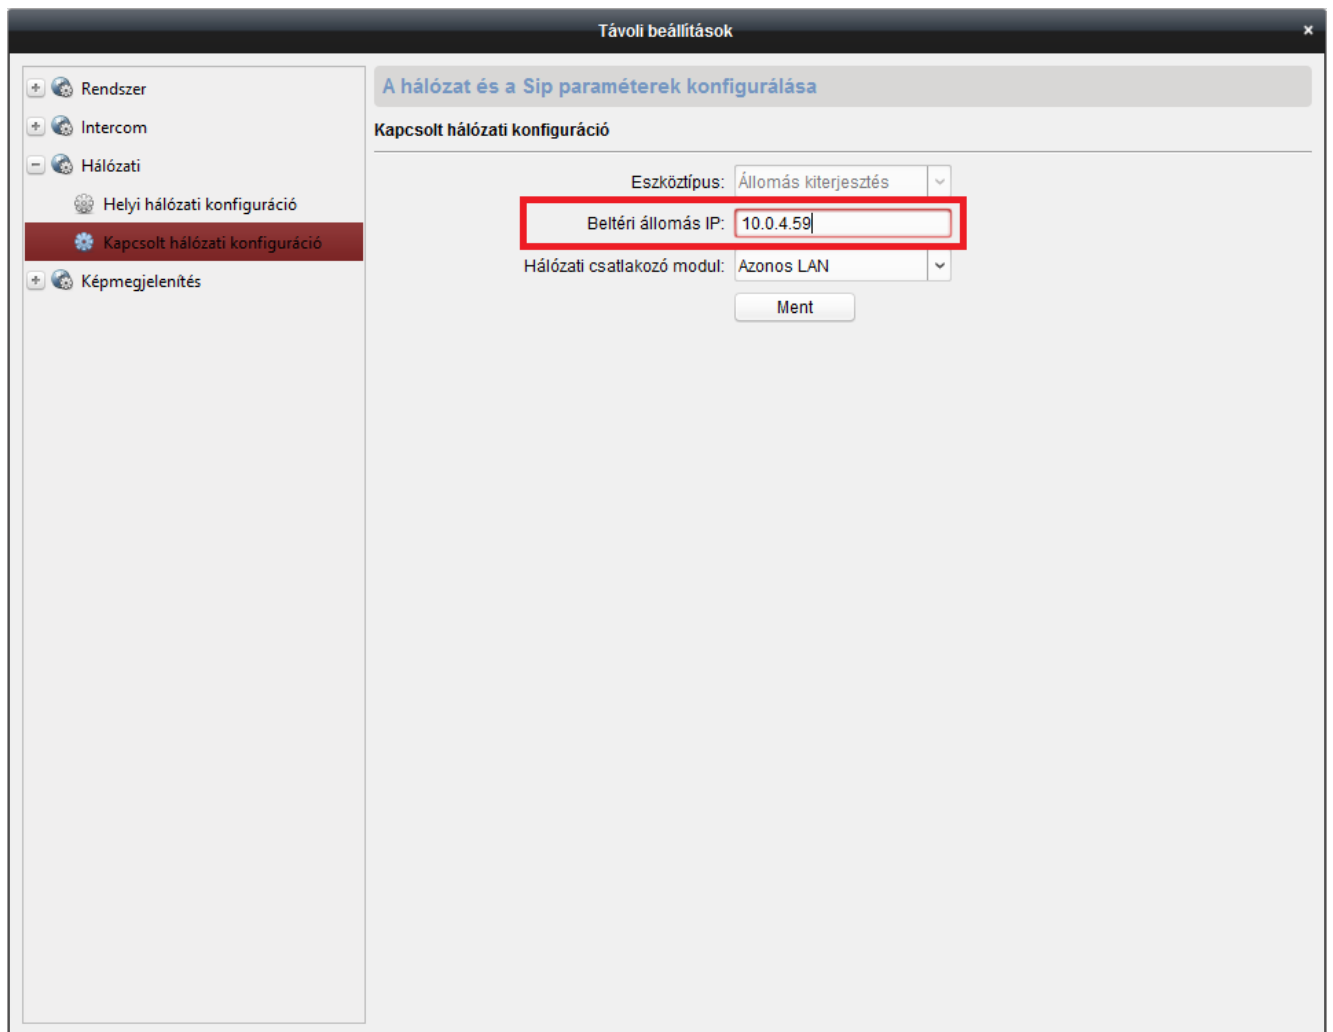 Távoli beállítások
Rendszer
Intercom
Hálózati
Helyi hálózati konfiguráció
Kapcsolt hálózati konfiguráció
Képmegjelenítés
A hálózat és a Sip paraméterek konfigurálása
Kapcsolt hálózati konfiguráció
Eszköztípus: Állomás kiterjesztés
Beltéri állomás IP: 10.0.4.59
Hálózati csatlakozó modul: Azonos LAN
Ment